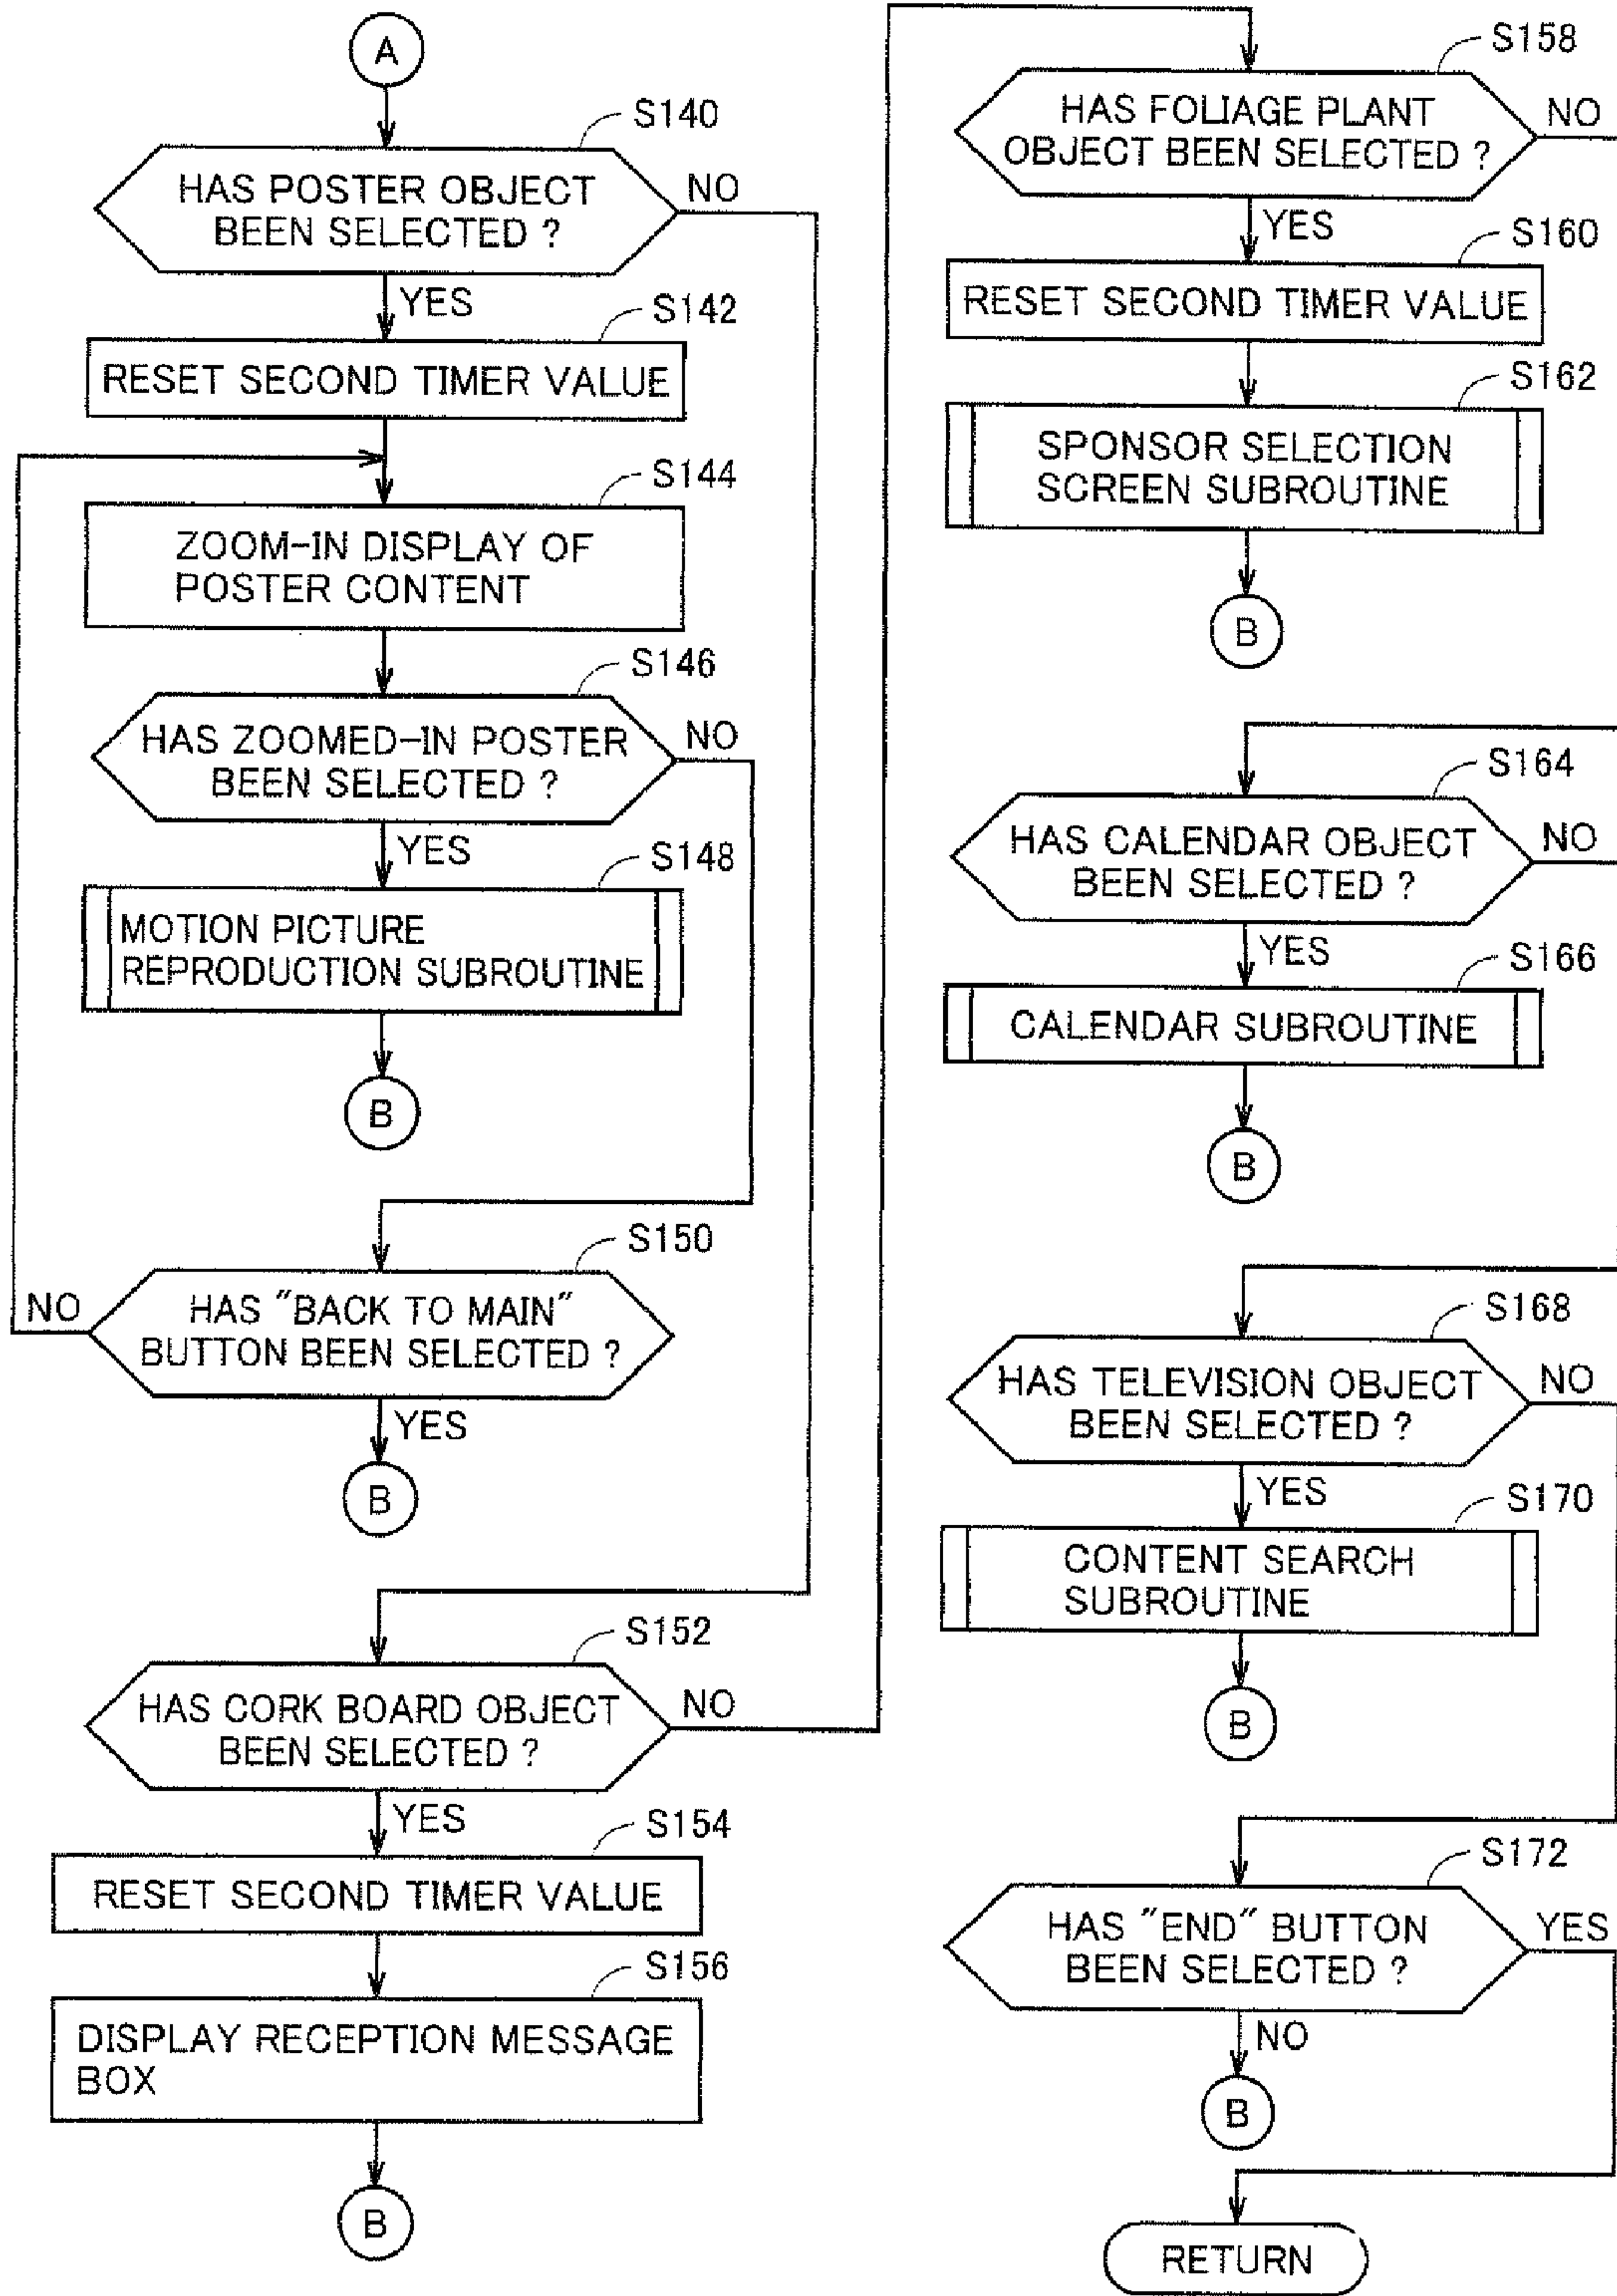 A
S140
HAS POSTER OBJECT
BEEN SELECTED ?
NO
YES
S142
RESET SECOND TIMER VALUE
S144
ZOOM-IN DISPLAY OF
POSTER CONTENT
S146
HAS ZOOMED-IN POSTER
BEEN SELECTED ?
NO
YES
S148
MOTION PICTURE
REPRODUCTION SUBROUTINE
B
S150
HAS "BACK TO MAIN"
BUTTON BEEN SELECTED ?
NO
YES
B
S152
HAS CORK BOARD OBJECT
BEEN SELECTED ?
NO
YES
S154
RESET SECOND TIMER VALUE
S156
DISPLAY RECEPTION MESSAGE
BOX
B
S158
HAS FOLIAGE PLANT
OBJECT BEEN SELECTED ?
NO
YES
S160
RESET SECOND TIMER VALUE
S162
SPONSOR SELECTION
SCREEN SUBROUTINE
B
S164
HAS CALENDAR OBJECT
BEEN SELECTED ?
NO
YES
S166
CALENDAR SUBROUTINE
B
S168
HAS TELEVISION OBJECT
BEEN SELECTED ?
NO
YES
S170
CONTENT SEARCH
SUBROUTINE
B
S172
HAS "END" BUTTON
BEEN SELECTED ?
YES
NO
B
RETURN